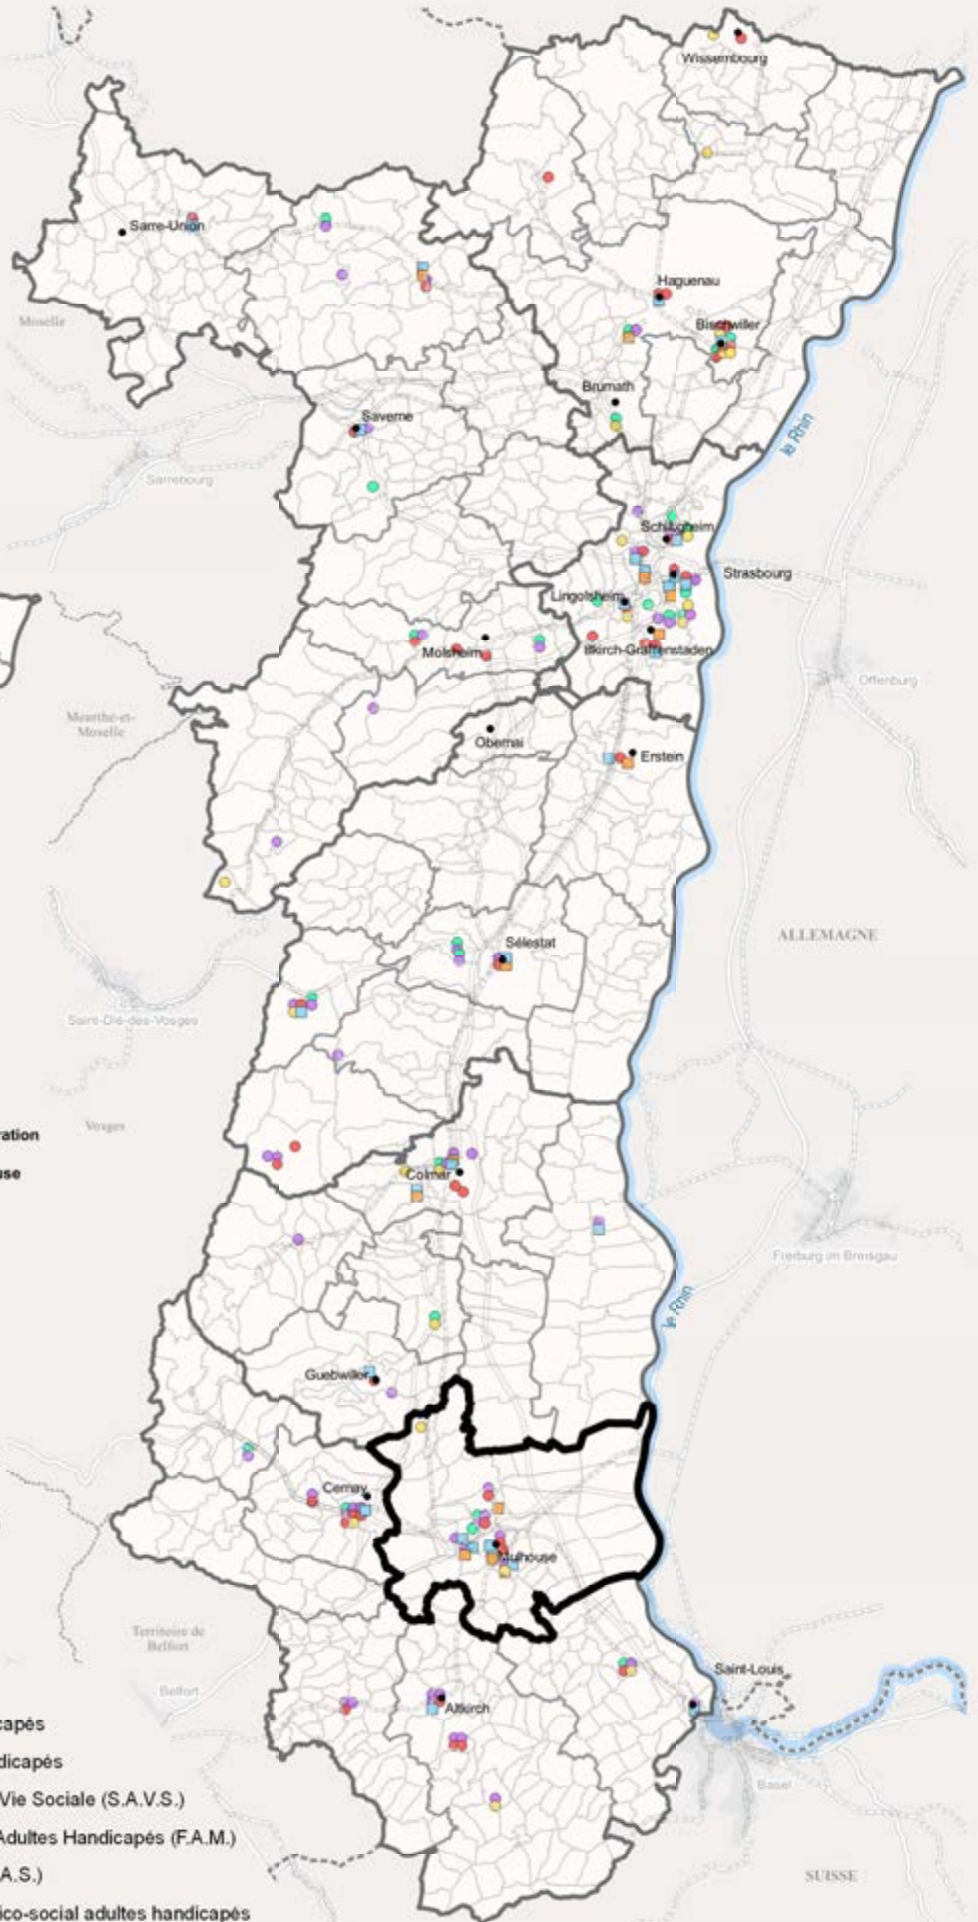 Wissembourg
Sarre-Union
Haguenau
Moselle
Bischwiller
Brumath
Saverne
le Rhin
Sarrebourg
Schiltigheim
Strasbourg
Lingolsheim
Illkirch-Graffenstaden
Molsheim
Offenburg
Meurthe-et-
Moselle
Obernai
Erstein
ALLEMAGNE
Sélestat
Saint-Dié-des-Vosges
Vosges
ration
use
Colmar
Freiburg im Breisgau
le Rhin
Guebwiller
Cernay
Mulhouse
Territoire de
Belfort
Saint-Louis
Belfort
Altkirch
capés
dicapés
Basel
Vie Sociale (S.A.V.S.)
Adultes Handicapés (F.A.M.)
A.S.)
SUISSE
ico-social adultes handicapés